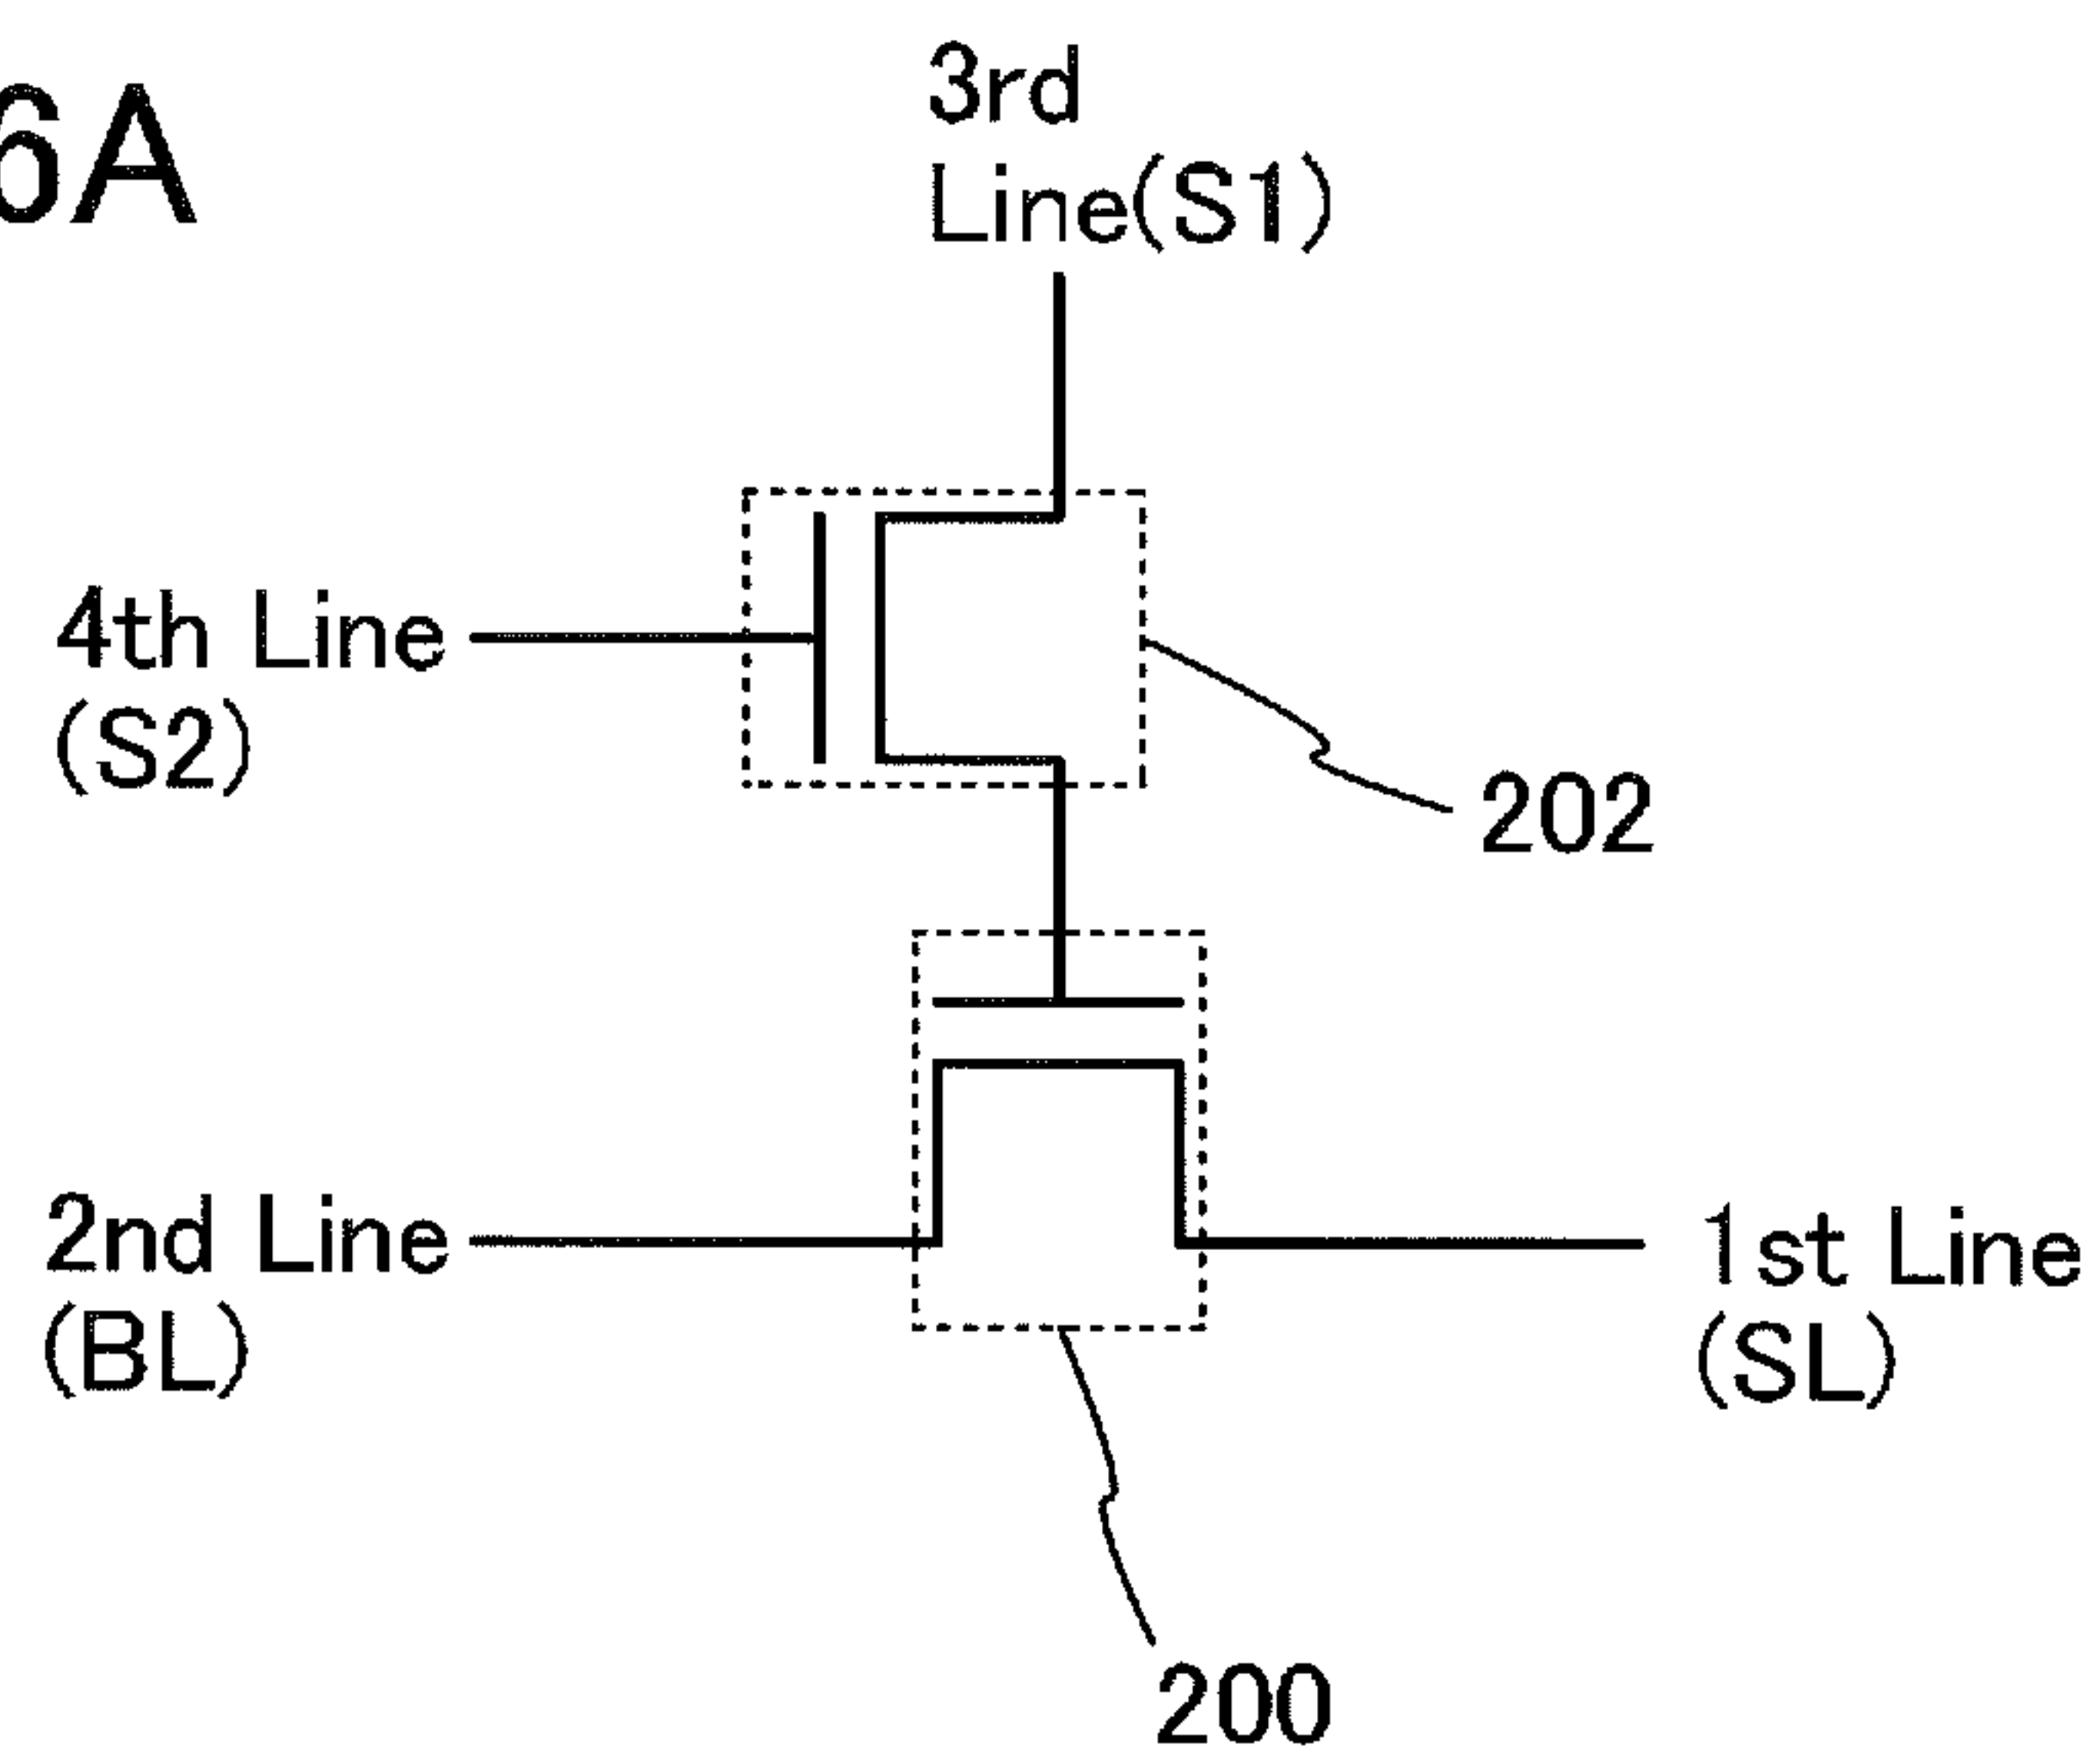 6A
3rd
Line(S1)
4th Line
(S2)
202
2nd Line
(BL)
1st Line
(SL)
200